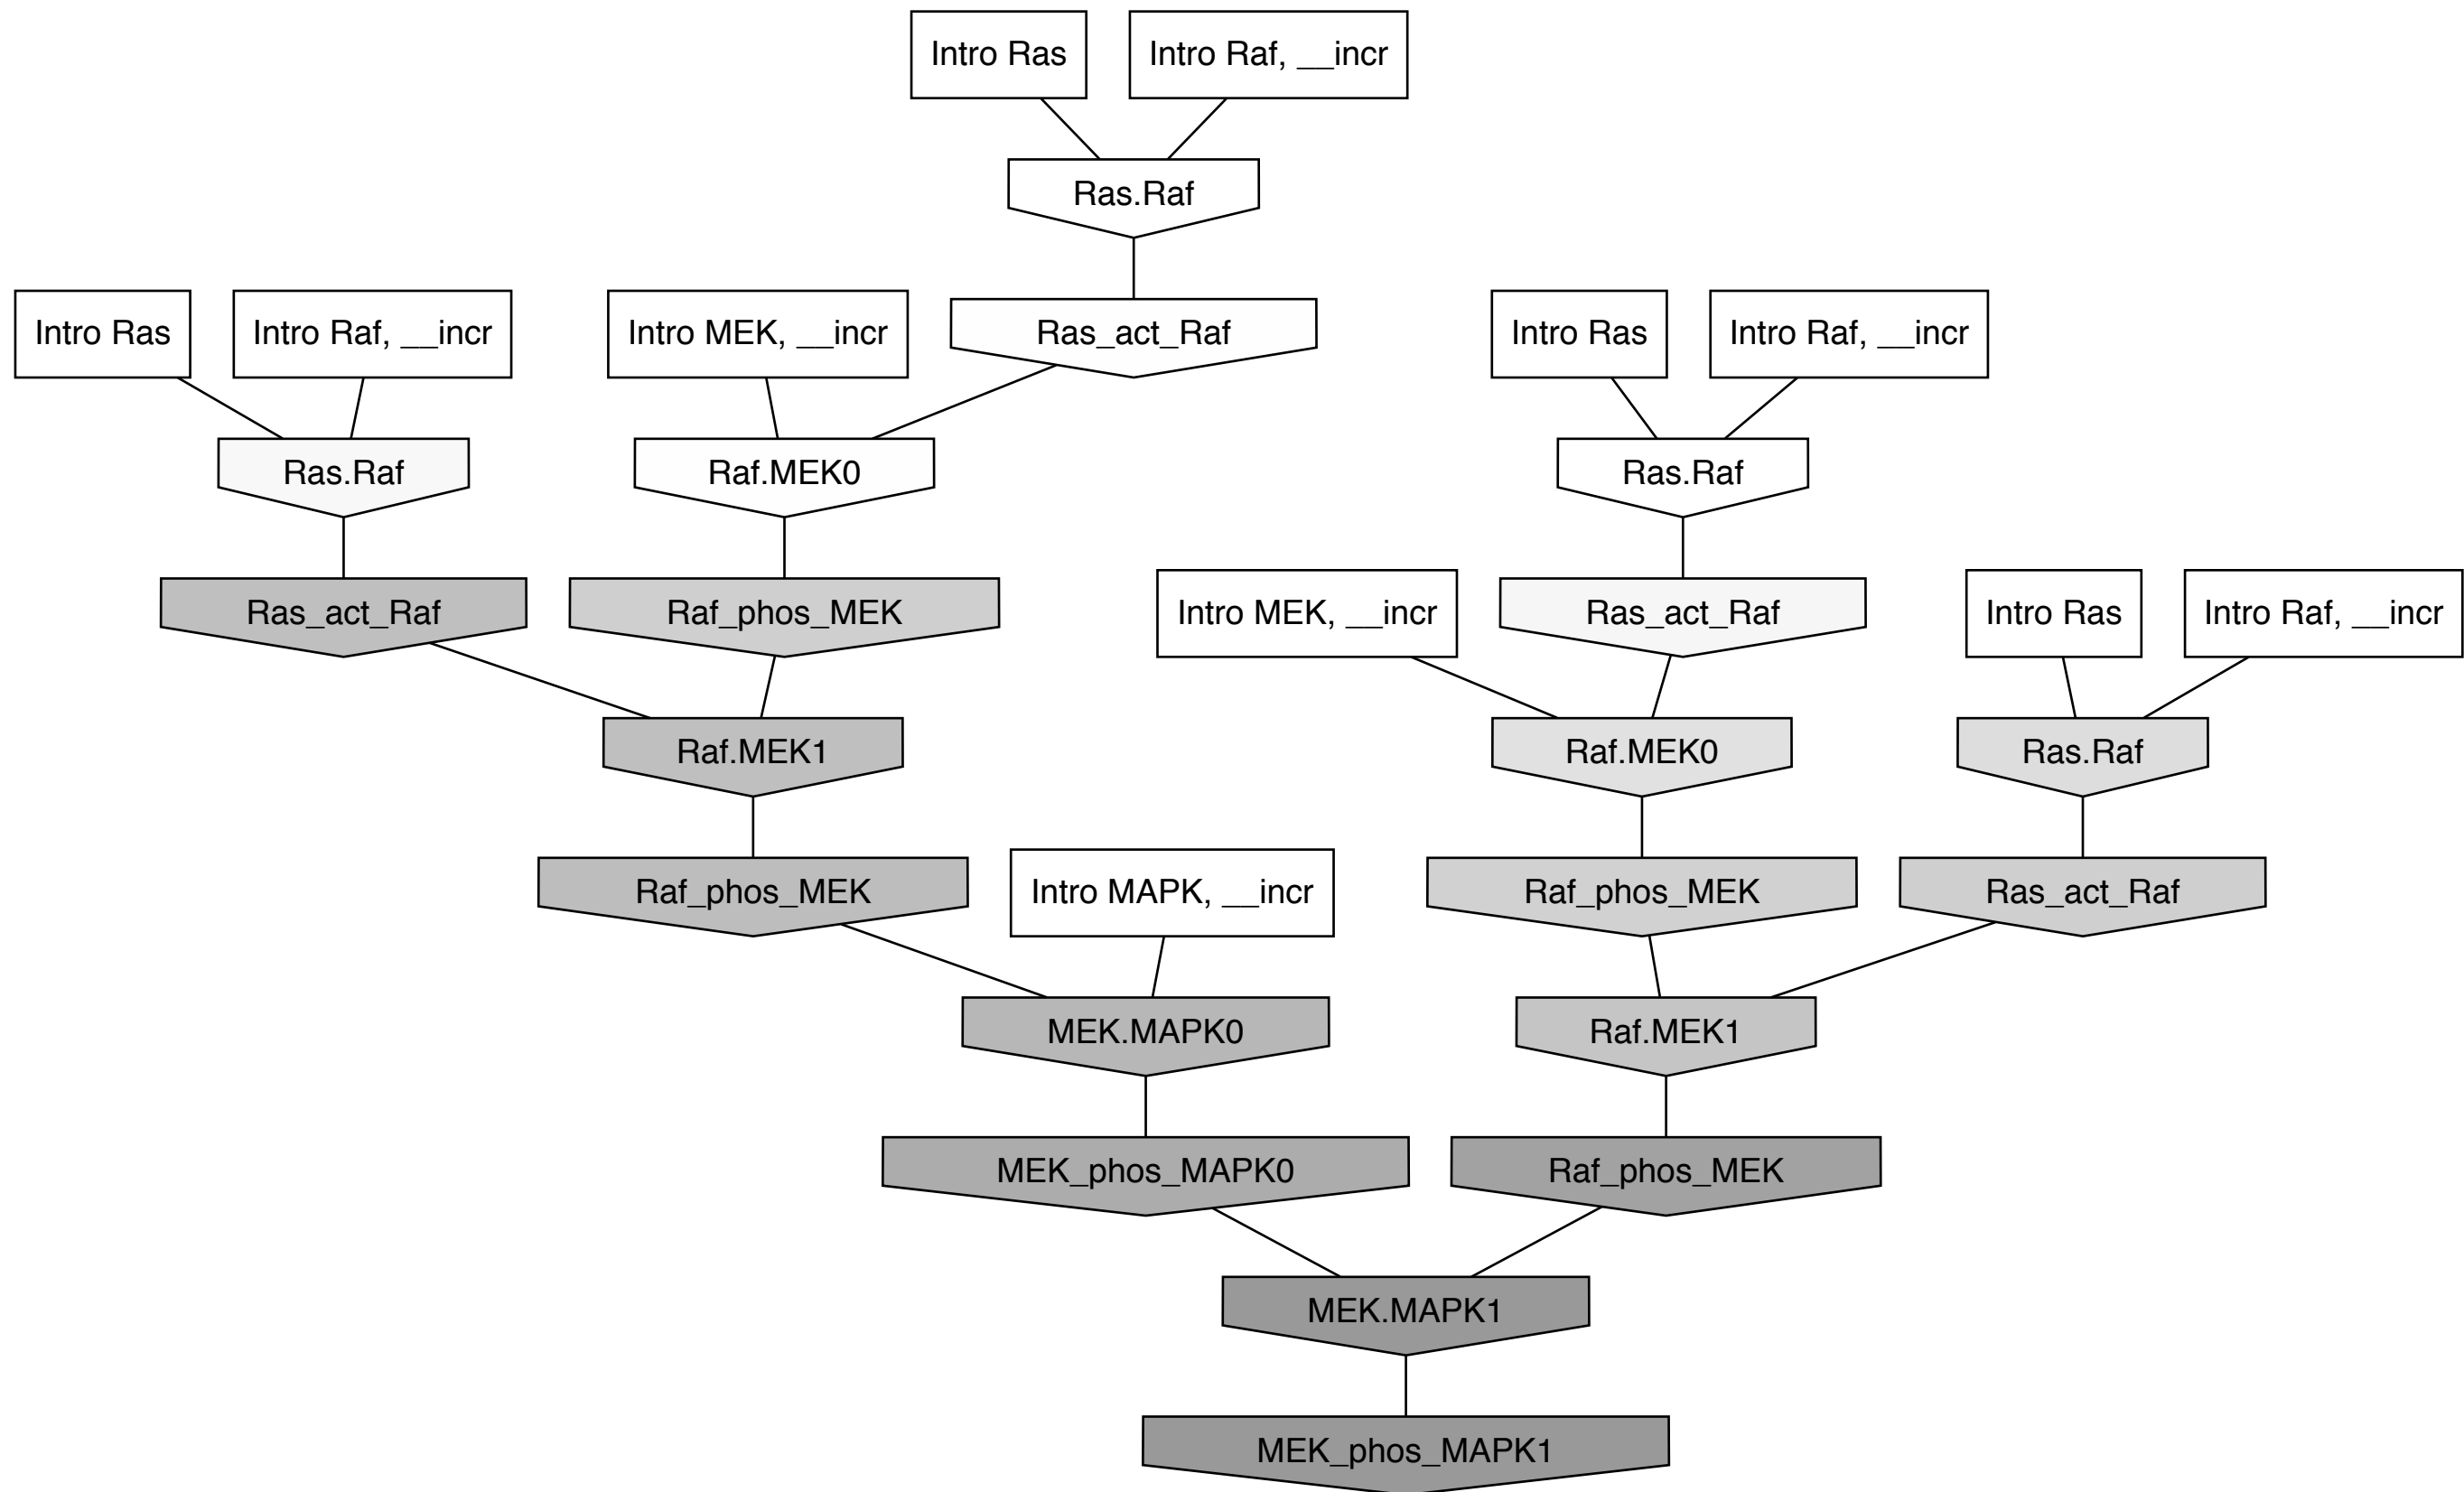 Intro Ras
Intro Raf, __incr
Ras.Raf
Intro Ras
Intro Raf, __incr
Intro MEK, __incr
Ras_act_Raf
Intro Ras
Intro Raf, __incr
Ras.Raf
Raf.MEK0
Ras.Raf
Ras_act_Raf
Raf_phos_MEK
Intro MEK, __incr
Ras_act_Raf
Intro Ras
Intro Raf, __incr
Raf.MEK1
Raf.MEK0
Ras.Raf
Raf_phos_MEK
Intro MAPK, __incr
Raf_phos_MEK
Ras_act_Raf
MEK.MAPK0
Raf.MEK1
MEK_phos_MAPK0
Raf_phos_MEK
MEK.MAPK1
MEK_phos_MAPK1